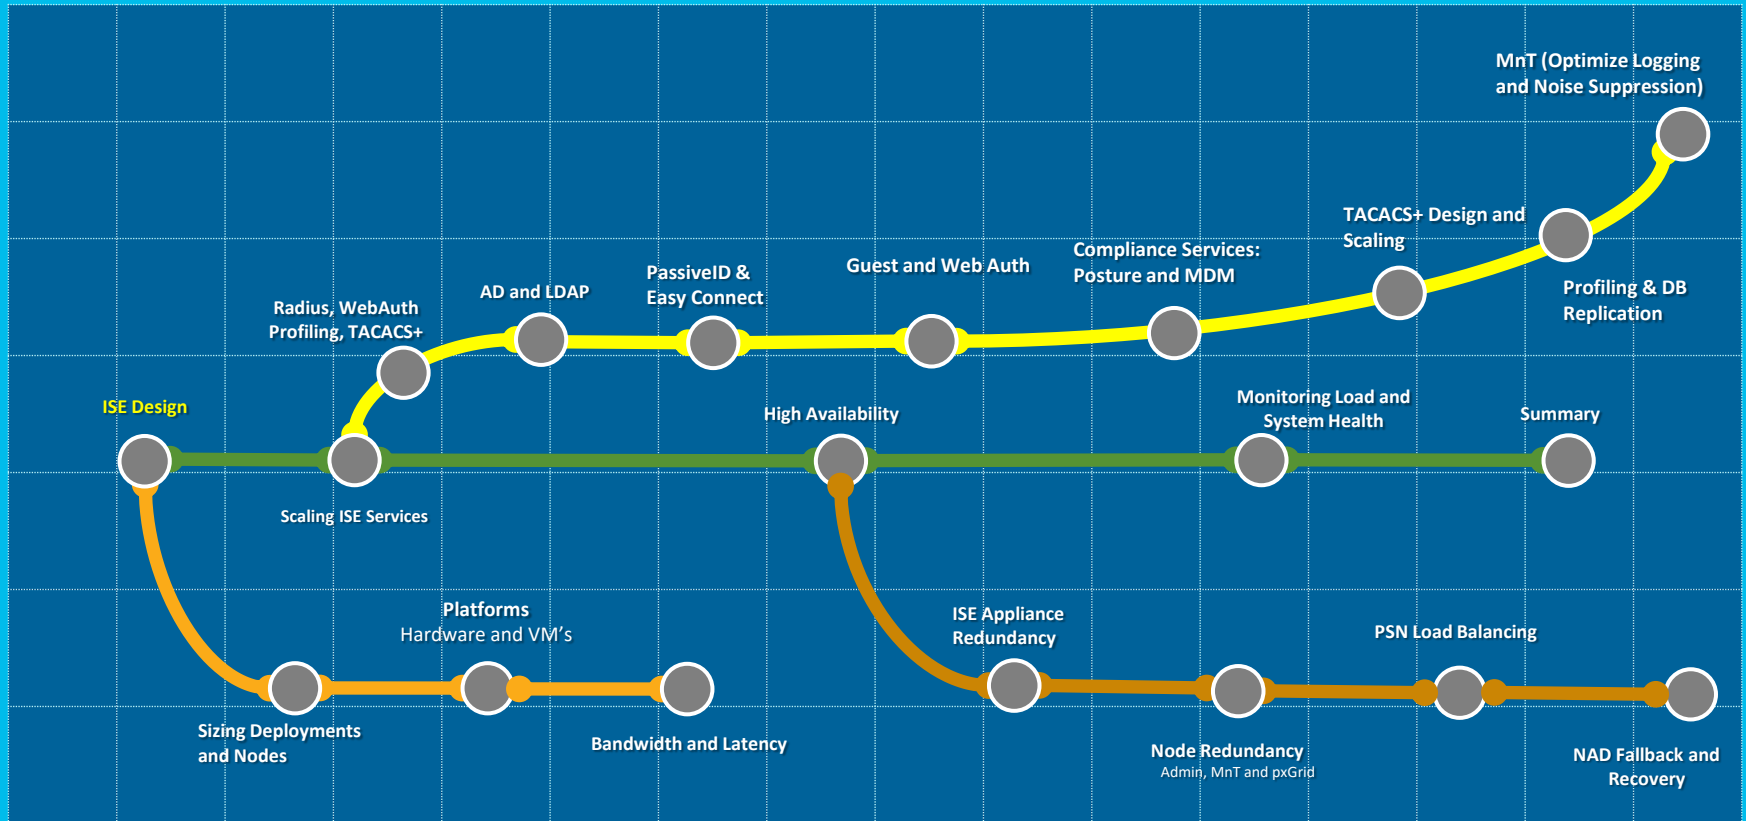 MnT (Optimize Logging
and Noise Suppression)
TACACS+ Design and
Scaling
Compliance Services:
Posture and MDM
Guest and Web Auth
PassiveID &
Easy Connect
AD and LDAP
Radius, WebAuth
Profiling, TACACS+
Profiling & DB
Replication
ISE Design
High Availability
Monitoring Load and
System Health
Summary
Scaling ISE Services
Platforms
Hardware and VM's
ISE Appliance
Redundancy
PSN Load Balancing
Sizing Deployments
and Nodes
Bandwidth and Latency
Node Redundancy
Admin, MnT and pxGrid
NAD Fallback and
Recovery